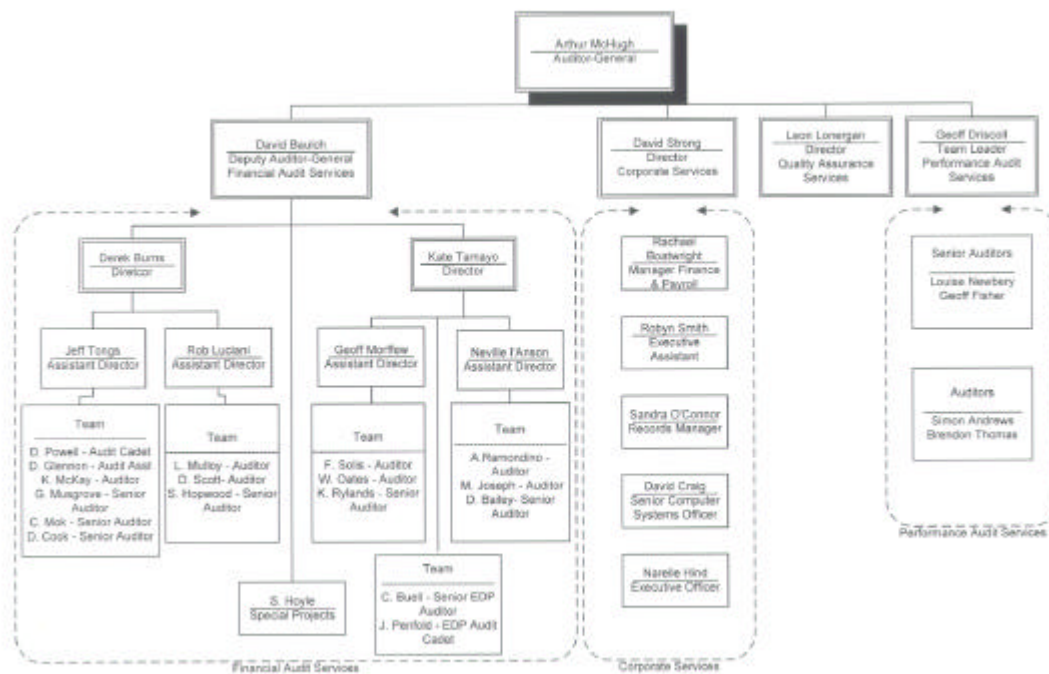 Arthur McHugh
Auditor-General
David Baulch
Deputy Auditor-General
Financial Audit Services
David Strong
Director
Corporate Services
Leon Lonergan
Director
Quality Assurance
Services
Geoff Driscoll
Team Leader
Performance Audit
Services
Derek Burns
Diretcor
Kate Tamayo
Director
Jeff Tongs
Assistant Director
Rob Luciani
Assistant Director
Geoff Morffew
Assistant Director
Neville I'Anson
Assistant Director
Team
D. Powell - Audit Cadet
D. Glennon - Audit Asst
K. McKay - Auditor
G. Musgrove - Senior
Auditor
C. Mok - Senior Auditor
D. Cook - Senior Auditor
Team
L. Mulloy - Auditor
D. Scott- Auditor
S. Hopwood - Senior
Auditor
Team
F. Solis - Auditor
W. Oates - Auditor
K. Rylands - Senior
Auditor
Team
A.Ramondino -
Auditor
M. Joseph - Auditor
D. Bailey- Senior
Auditor
S. Hoyle
Special Projects
Team
C. Buell - Senior EDP
Auditor
J. Penfold - EDP Audit
Cadet
Financial Audit Services
Rachael
Boatwright
Manager Finance
& Payroll
Robyn Smith
Executive
Assistant
Sandra O'Connor
Records Manager
David Craig
Senior Computer
Systems Officer
Narelle Hind
Executive Officer
Corporate Services
Senior Auditors
Louise Newbery
Geoff Fisher
Auditors
Simon Andrews
Brendon Thomas
Performance Audit Services